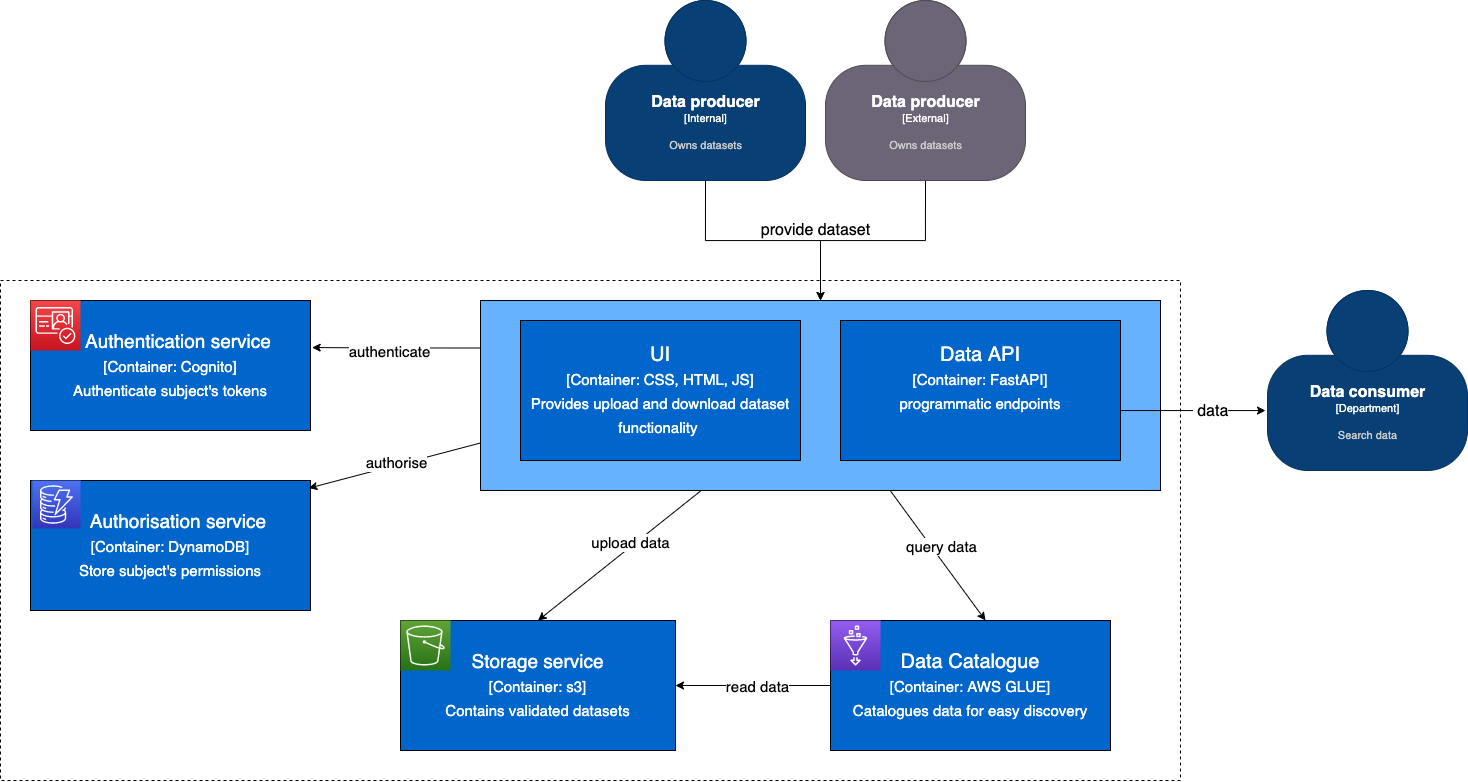 Data producer
[Internal]
Owns datasets
Data producer
[External]
Owns datasets
provide dataset
Authentication service
[Container: Cognito]
Authenticate subject's tokens
authenticate
UI
[Container: CSS, HTML, JS]
Provides upload and download dataset
functionality
Data API
[Container: FastAPI]
programmatic endpoints
data
Data consumer
[Department]
Search data
authorise
Authorisation service
[Container: DynamoDB]
Store subject's permissions
upload data
query data
Storage service
[Container: s3]
Contains validated datasets
read data
Data Catalogue
[Container: AWS GLUE]
Catalogues data for easy discovery